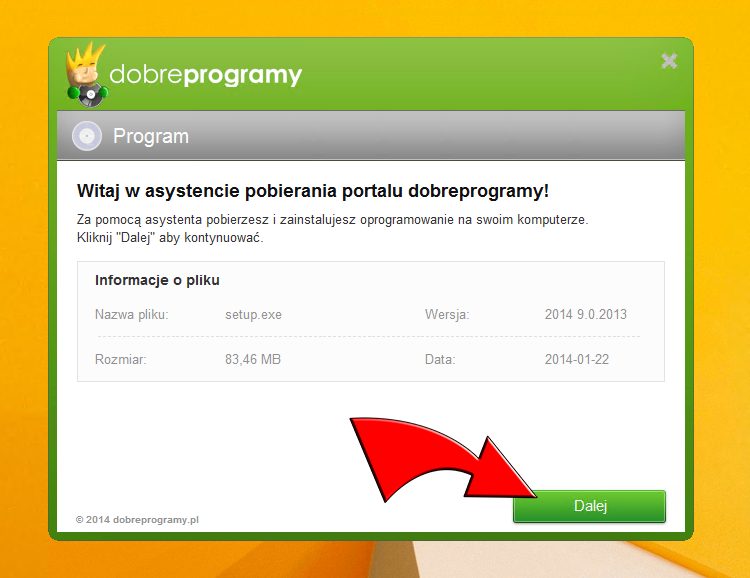 dobreprogramy
Program
Witaj w asystencie pobierania portalu dobreprogramy!
Za pomocą asystenta pobierzesz i zainstalujesz oprogramowanie na swoim komputerze.
Kliknij "Dalej" aby kontynuować.
Informacje o pliku
Nazwa pliku: setup.exe Wersja: 2014 9.0.2013
Rozmiar: 83,46 MB Data: 2014-01-22
Dalej
© 2014 dobreprogramy.pl